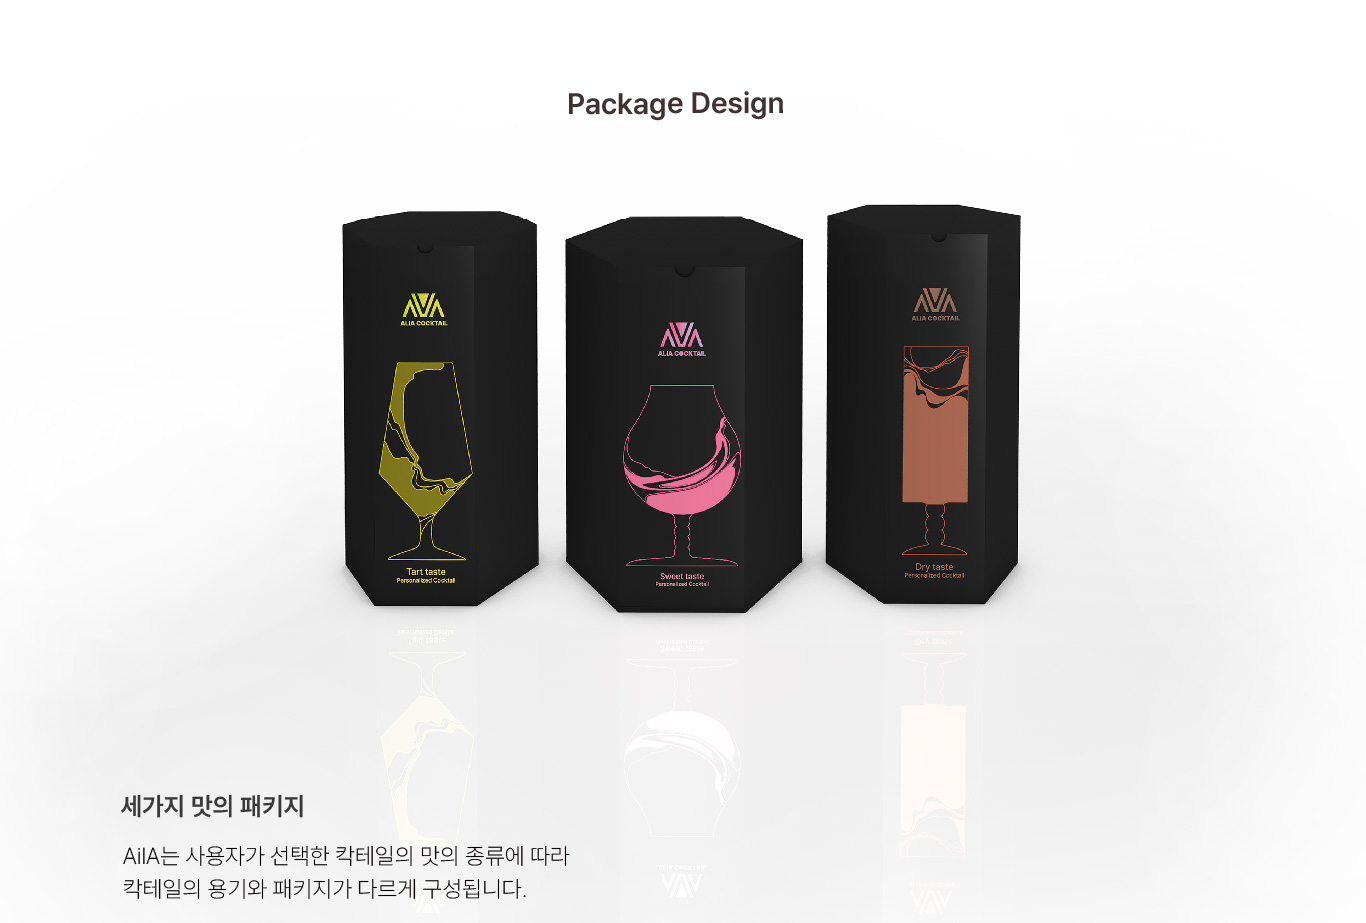 Package Design
ALIA COCKTAIL
Tart taste
Personalized Cocktail
ALIA COCKTAIL
Sweet taste
Personalized Cocktail
ALIA COCKTAIL
Dry taste
Personalized Cocktail
세가지 맛의 패키지
AilA는 사용자가 선택한 칵테일의 맛의 종류에 따라
칵테일의 용기와 패키지가 다르게 구성됩니다.